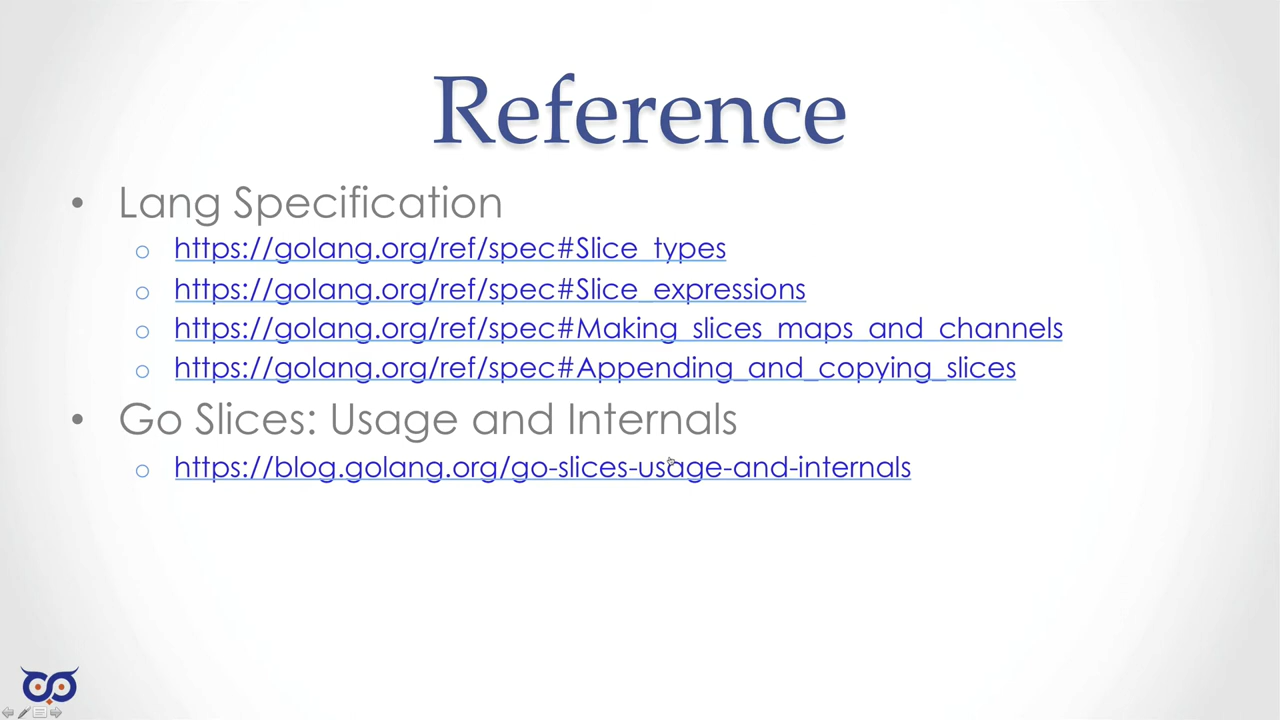 Reference
• Lang Specification
o https://golang.org/ref/spec#Slice_types
o https://golang.org/ref/spec#Slice_expressions
o https://golang.org/ref/spec#Making_slices_maps_and_channels
o https://golang.org/ref/spec#Appending_and_copying_slices
• Go Slices: Usage and Internals
o https://blog.golang.org/go-slices-usage-and-internals